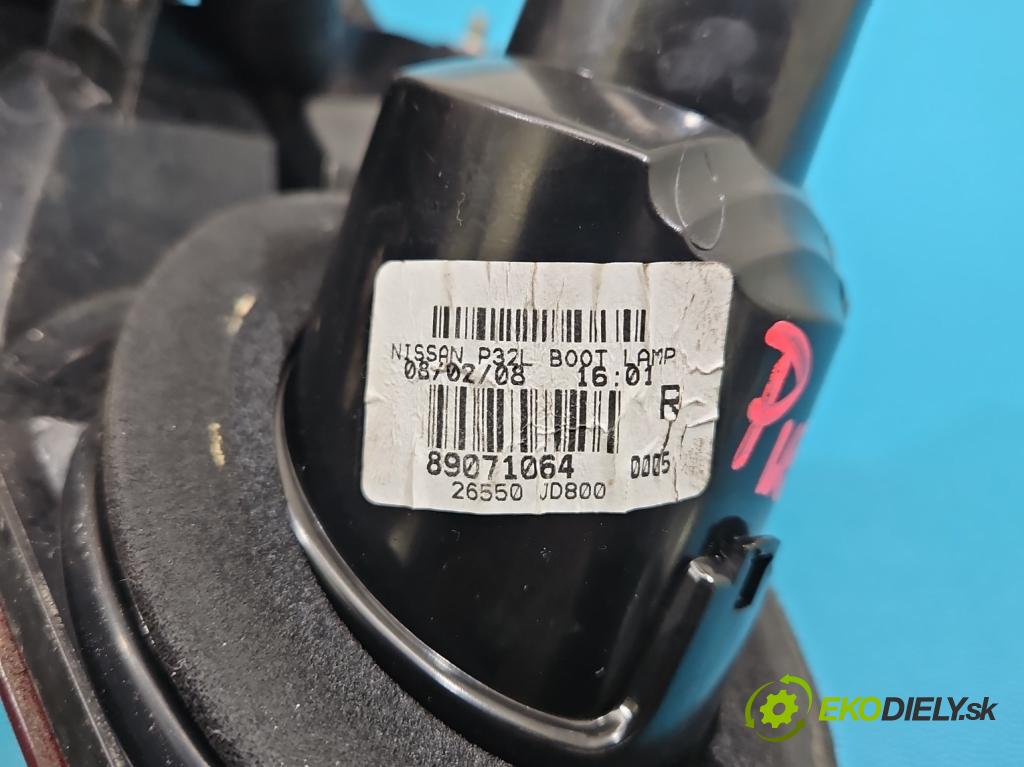 NISSAN P32L BOOT LAMP
08/02/08 16:01
R
89071064 0005
26550 JD800
EKODIELY.sk